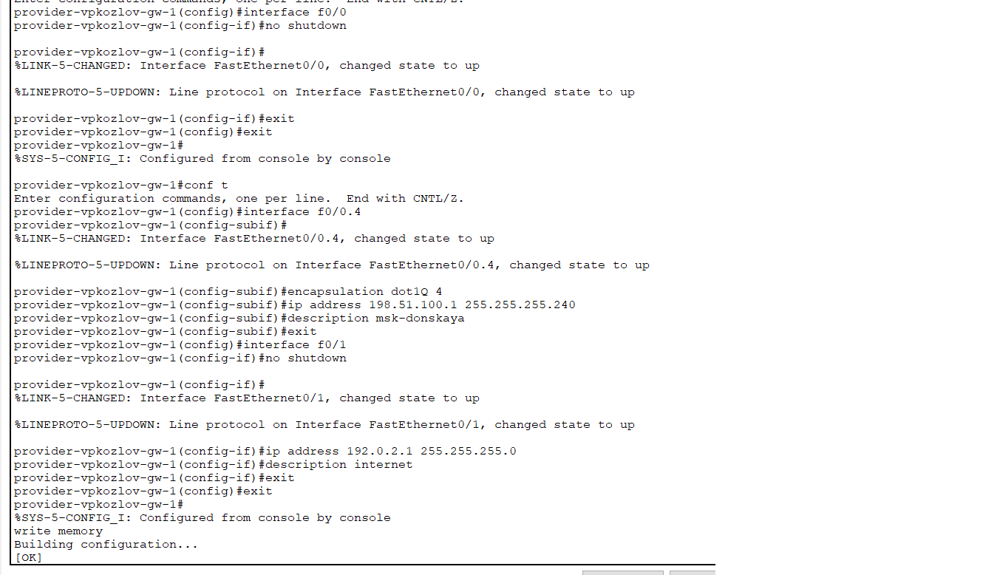 Enter configuration commands, one per line.  End with CNTL/Z.
provider-vpkozlov-gw-1(config)#interface f0/0
provider-vpkozlov-gw-1(config-if)#no shutdown
provider-vpkozlov-gw-1(config-if)#
%LINK-5-CHANGED: Interface FastEthernet0/0, changed state to up
%LINEPROTO-5-UPDOWN: Line protocol on Interface FastEthernet0/0, changed state to up
provider-vpkozlov-gw-1(config-if)#exit
provider-vpkozlov-gw-1(config)#exit
provider-vpkozlov-gw-1#
%SYS-5-CONFIG_I: Configured from console by console
provider-vpkozlov-gw-1#conf t
Enter configuration commands, one per line.  End with CNTL/Z.
provider-vpkozlov-gw-1(config)#interface f0/0.4
provider-vpkozlov-gw-1(config-subif)#
%LINK-5-CHANGED: Interface FastEthernet0/0.4, changed state to up
%LINEPROTO-5-UPDOWN: Line protocol on Interface FastEthernet0/0.4, changed state to up
provider-vpkozlov-gw-1(config-subif)#encapsulation dot1Q 4
provider-vpkozlov-gw-1(config-subif)#ip address 198.51.100.1 255.255.255.240
provider-vpkozlov-gw-1(config-subif)#description msk-donskaya
provider-vpkozlov-gw-1(config-subif)#exit
provider-vpkozlov-gw-1(config)#interface f0/1
provider-vpkozlov-gw-1(config-if)#no shutdown
provider-vpkozlov-gw-1(config-if)#
%LINK-5-CHANGED: Interface FastEthernet0/1, changed state to up
%LINEPROTO-5-UPDOWN: Line protocol on Interface FastEthernet0/1, changed state to up
provider-vpkozlov-gw-1(config-if)#ip address 192.0.2.1 255.255.255.0
provider-vpkozlov-gw-1(config-if)#description internet
provider-vpkozlov-gw-1(config-if)#exit
provider-vpkozlov-gw-1(config)#exit
provider-vpkozlov-gw-1#
%SYS-5-CONFIG_I: Configured from console by console
write memory
Building configuration...
[OK]